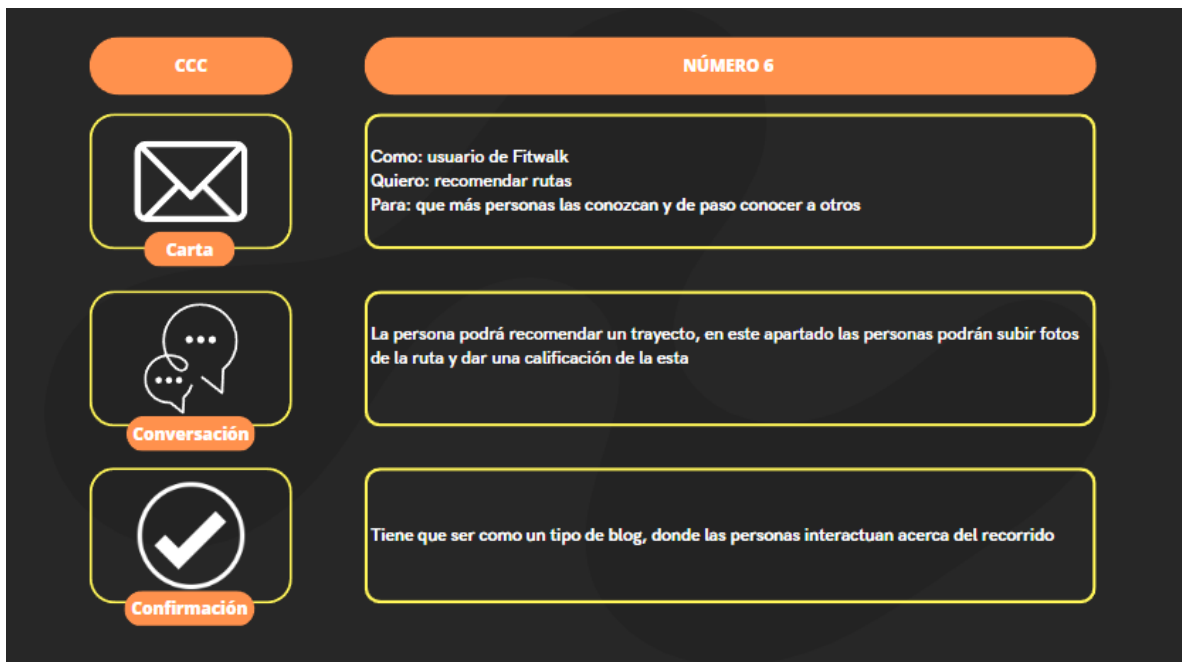 CCC
NÚMERO 6
Como: usuario de Fitwalk
Quiero: recomendar rutas
Para: que más personas las conozcan y de paso conocer a otros
Carta
La persona podrá recomendar un trayecto, en este apartado las personas podrán subir fotos
de la ruta y dar una calificación de la esta
Conversación
Tiene que ser como un tipo de blog, donde las personas interactuan acerca del recorrido
Confirmación